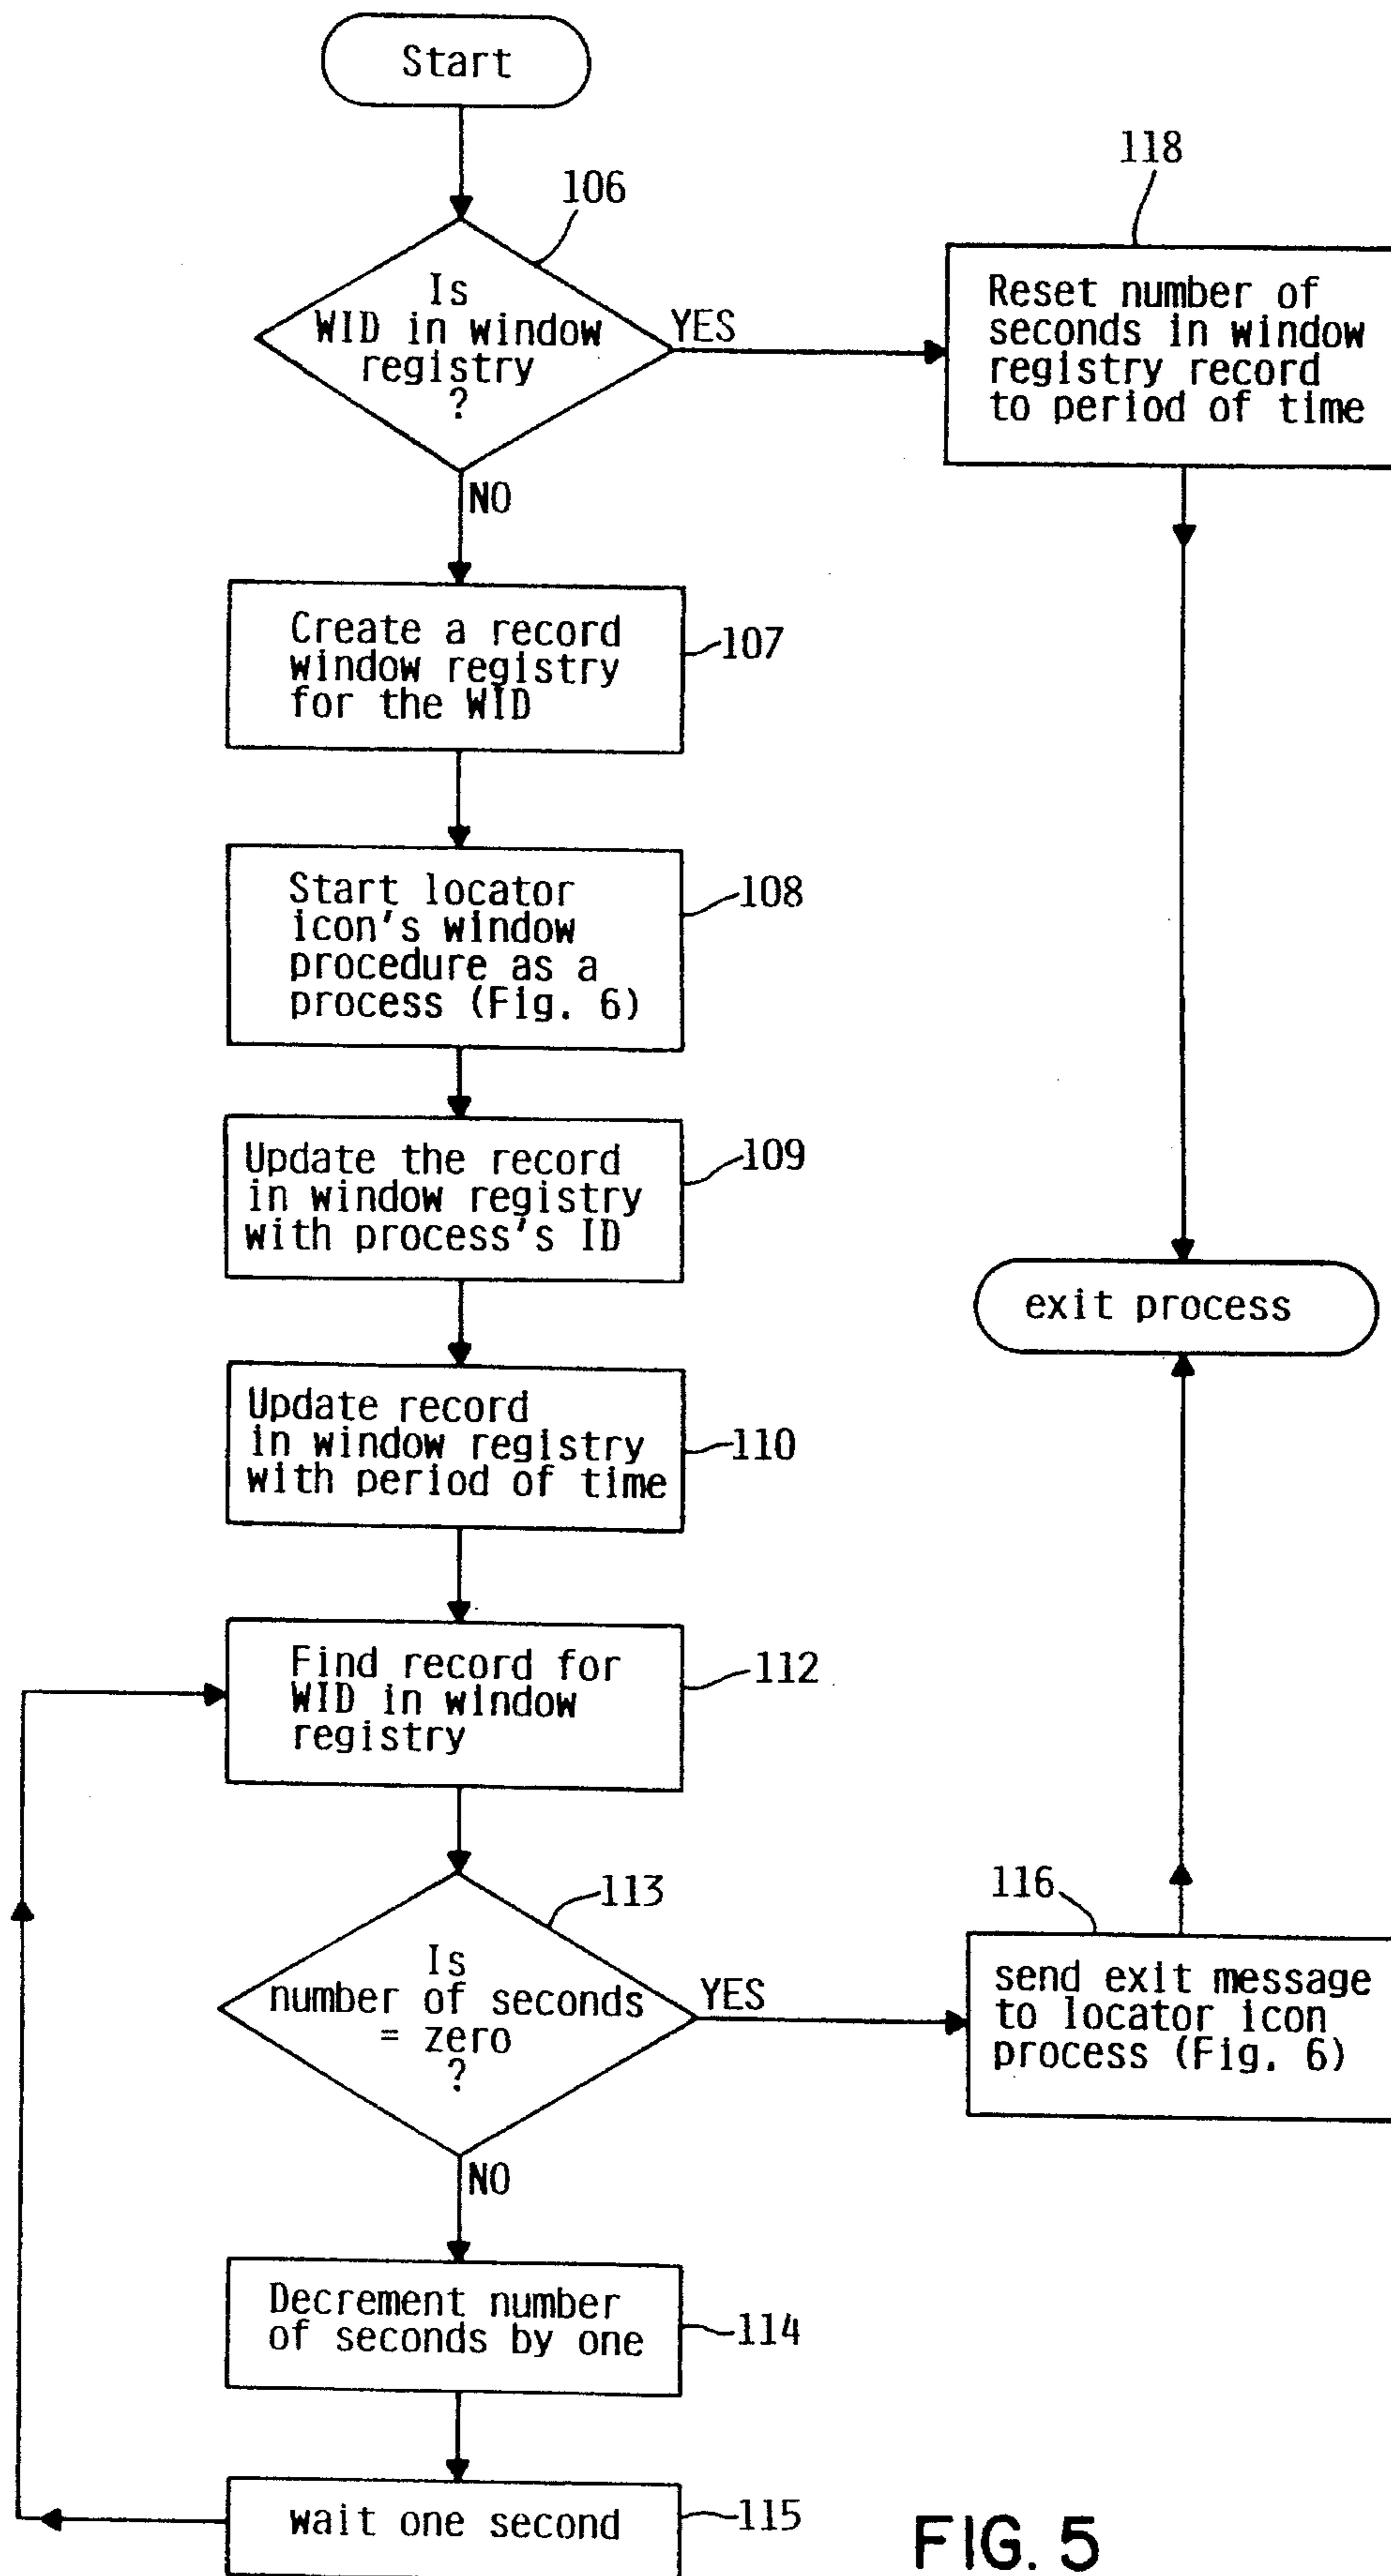 Start
106
Is
WID in window
registry
?
YES
NO
118
Reset number of
seconds in window
registry record
to period of time
Create a record
window registry
for the WID
107
Start locator
icon's window
procedure as a
process (Fig. 6)
108
Update the record
in window registry
with process's ID
109
exit process
Update record
in window registry
with period of time
110
Find record for
WID in window
registry
112
113
Is
number of seconds
= zero
?
YES
NO
116
send exit message
to locator icon
process (Fig. 6)
Decrement number
of seconds by one
114
wait one second
115
FIG. 5